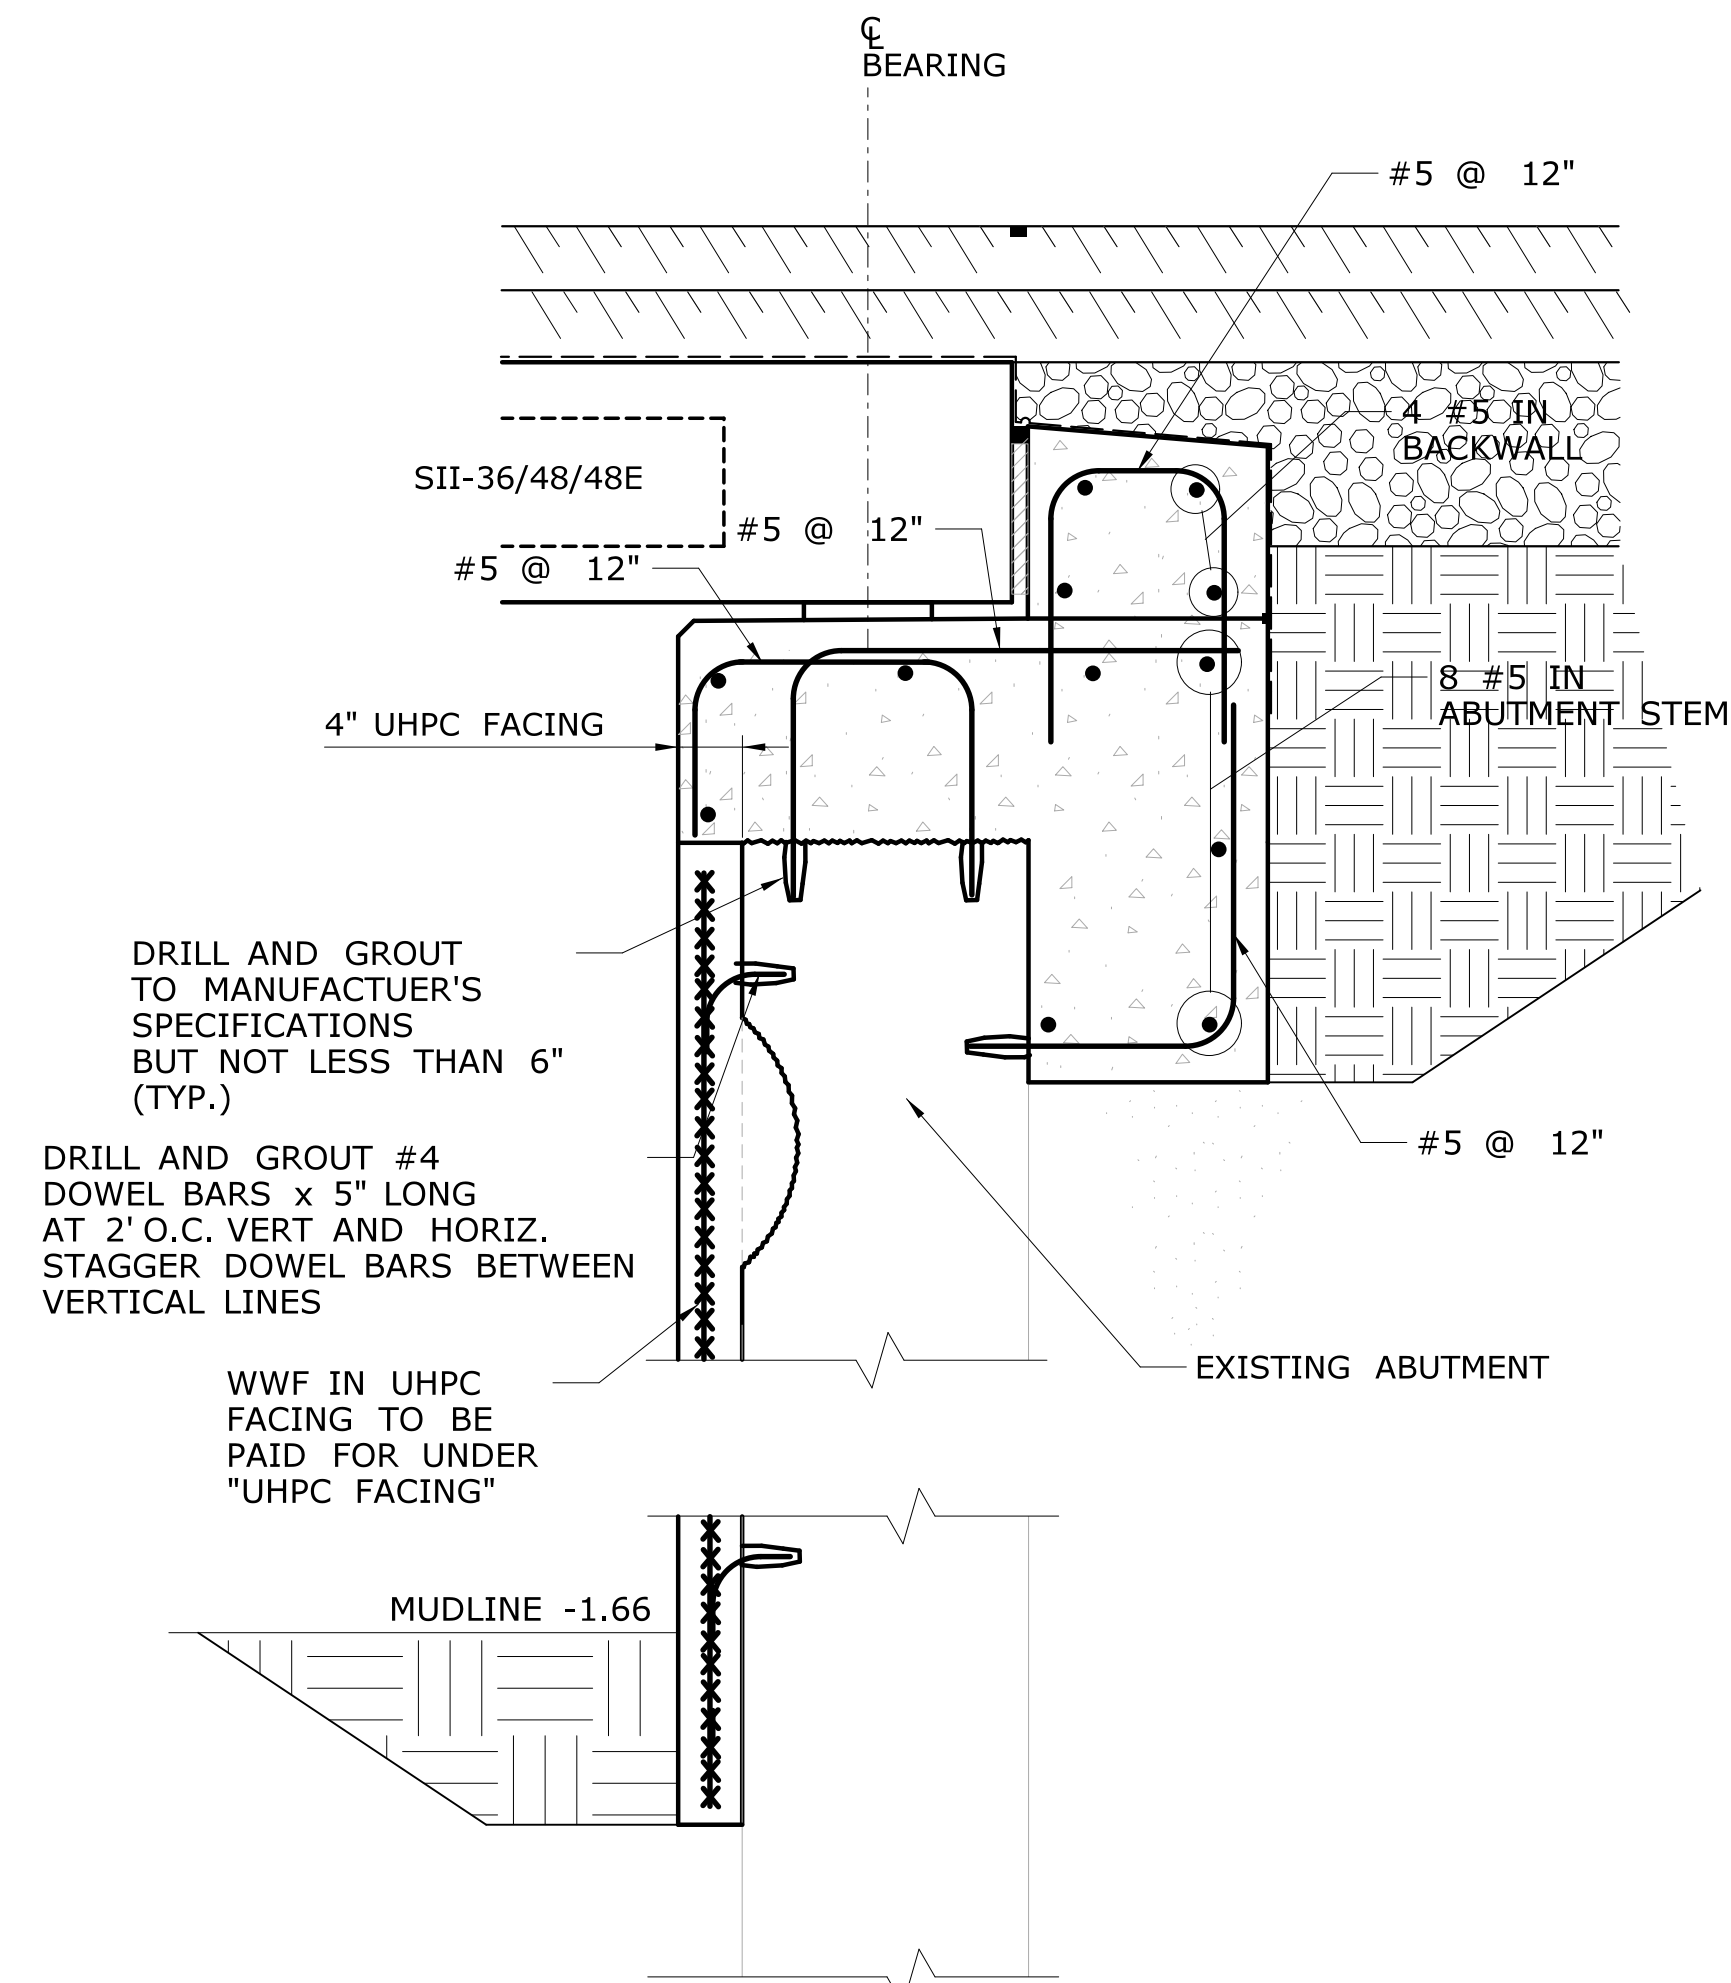 ℄
BEARING
#5 @ 12"
4 #5 IN
BACKWALL
5
SII-36/48/48E
#5 @ 12"
#5 @ 12"
8 #5 IN
ABUTMENT STEM
4" UHPC FACING
DRILL AND GROUT
TO MANUFACTUER'S
SPECIFICATIONS
BUT NOT LESS THAN 6"
(TYP.)
#5 @ 12"
DRILL AND GROUT #4
DOWEL BARS x 5" LONG
AT 2' O.C. VERT AND HORIZ.
STAGGER DOWEL BARS BETWEEN
VERTICAL LINES
EXISTING ABUTMENT
WWF IN UHPC
FACING TO BE
PAID FOR UNDER
"UHPC FACING"
MUDLINE -1.66